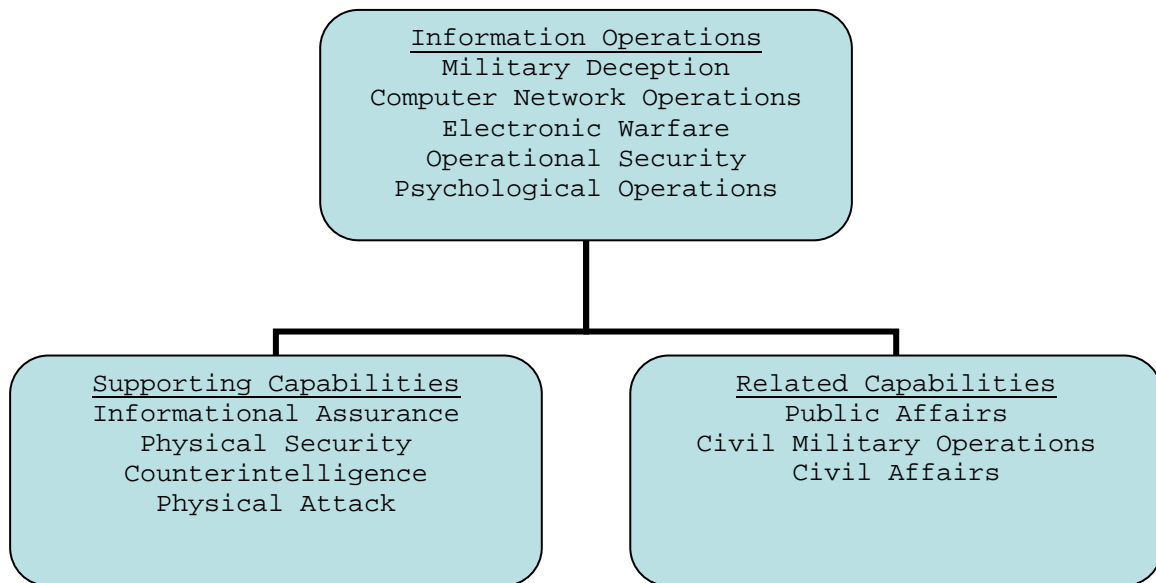 Information Operations
Military Deception
Computer Network Operations
Electronic Warfare
Operational Security
Psychological Operations
Supporting Capabilities
Informational Assurance
Physical Security
Counterintelligence
Physical Attack
Related Capabilities
Public Affairs
Civil Military Operations
Civil Affairs